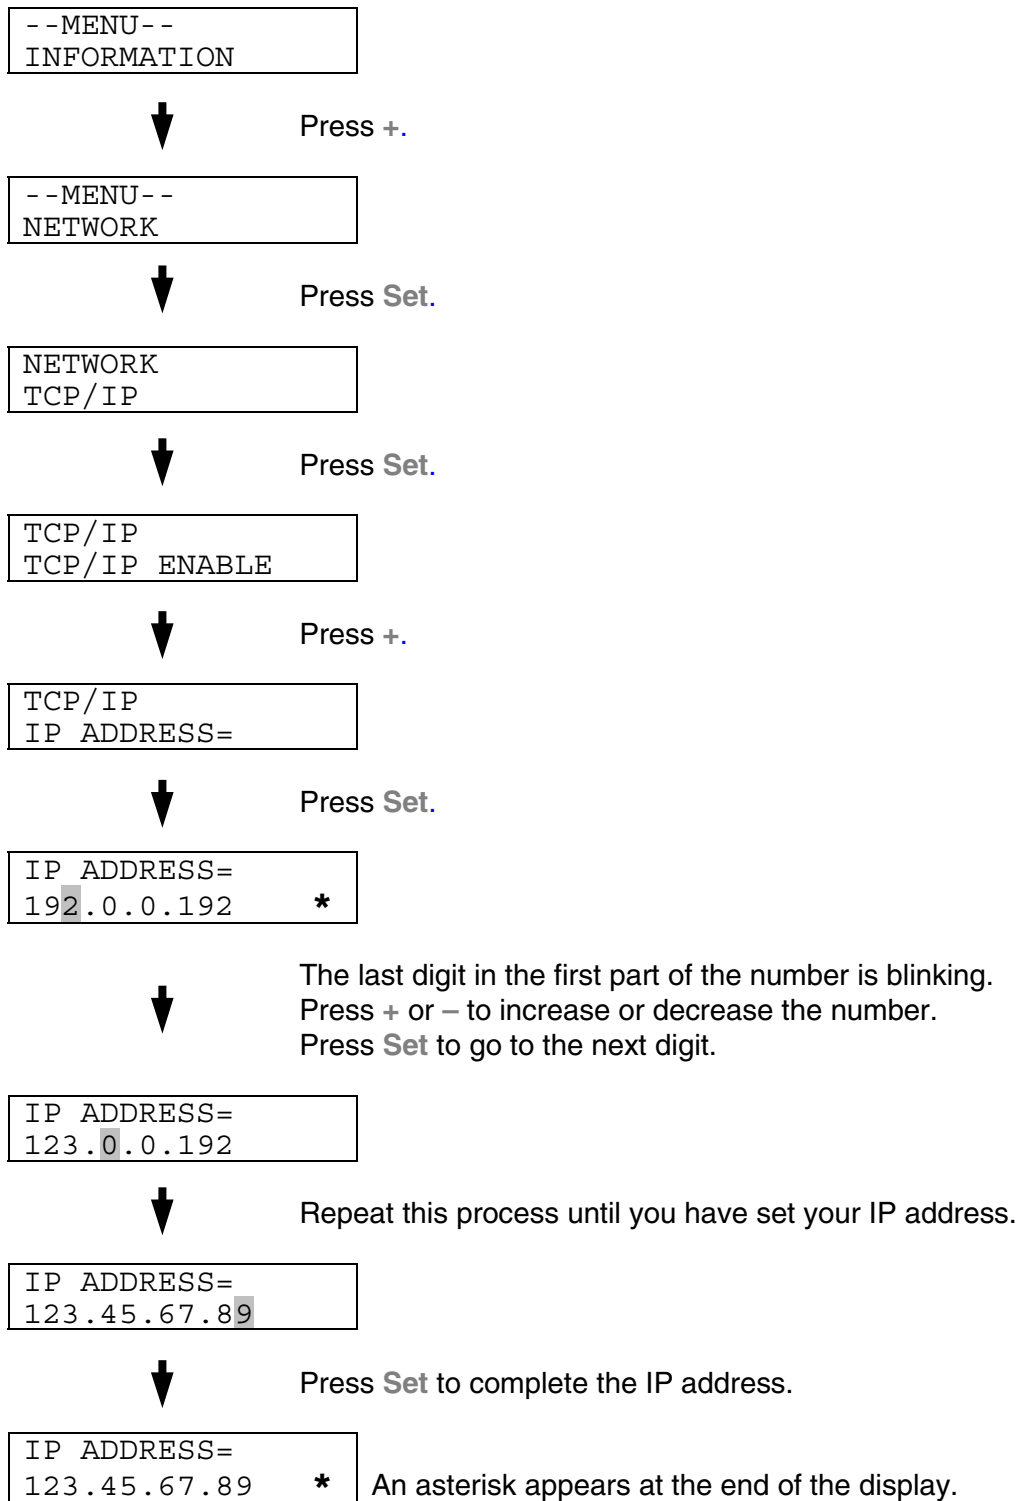 --MENU--
INFORMATION
Press +.
--MENU--
NETWORK
Press Set.
NETWORK
TCP/IP
Press Set.
TCP/IP
TCP/IP ENABLE
Press +.
TCP/IP
IP ADDRESS=
Press Set.
IP ADDRESS=
192.0.0.192 *
The last digit in the first part of the number is blinking.
Press + or – to increase or decrease the number.
Press Set to go to the next digit.
IP ADDRESS=
123.0.0.192
Repeat this process until you have set your IP address.
IP ADDRESS=
123.45.67.89
Press Set to complete the IP address.
IP ADDRESS=
123.45.67.89 * An asterisk appears at the end of the display.